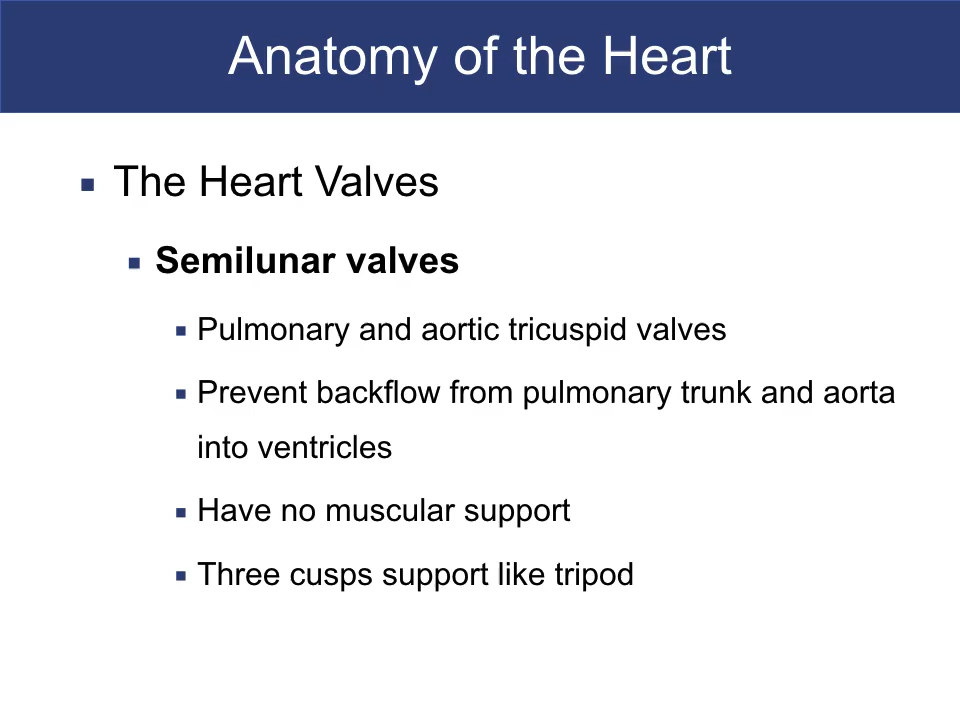 Anatomy of the Heart
The Heart Valves
Semilunar valves
Pulmonary and aortic tricuspid valves
Prevent backflow from pulmonary trunk and aorta
into ventricles
Have no muscular support
Three cusps support like tripod